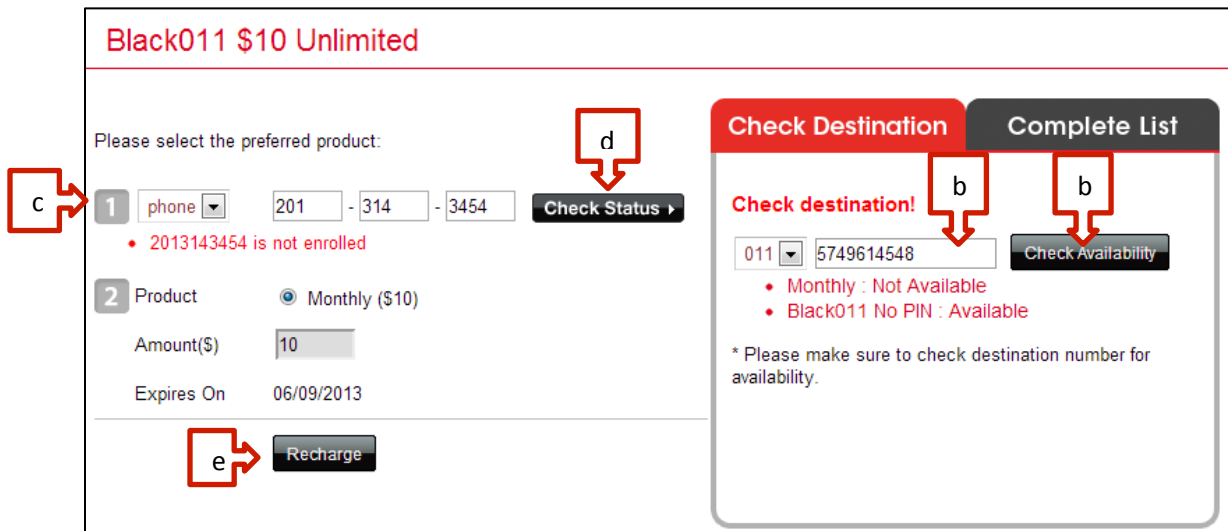 Black011 $10 Unlimited
Please select the preferred product:
d
c
1 phone 201 - 314 - 3454 Check Status
2013143454 is not enrolled
2 Product Monthly ($10)
Amount($) 10
Expires On 06/09/2013
e
Recharge
Check Destination Complete List
Check destination!
b b
011 5749614548 Check Availability
Monthly : Not Available
Black011 No PIN : Available
* Please make sure to check destination number for
availability.